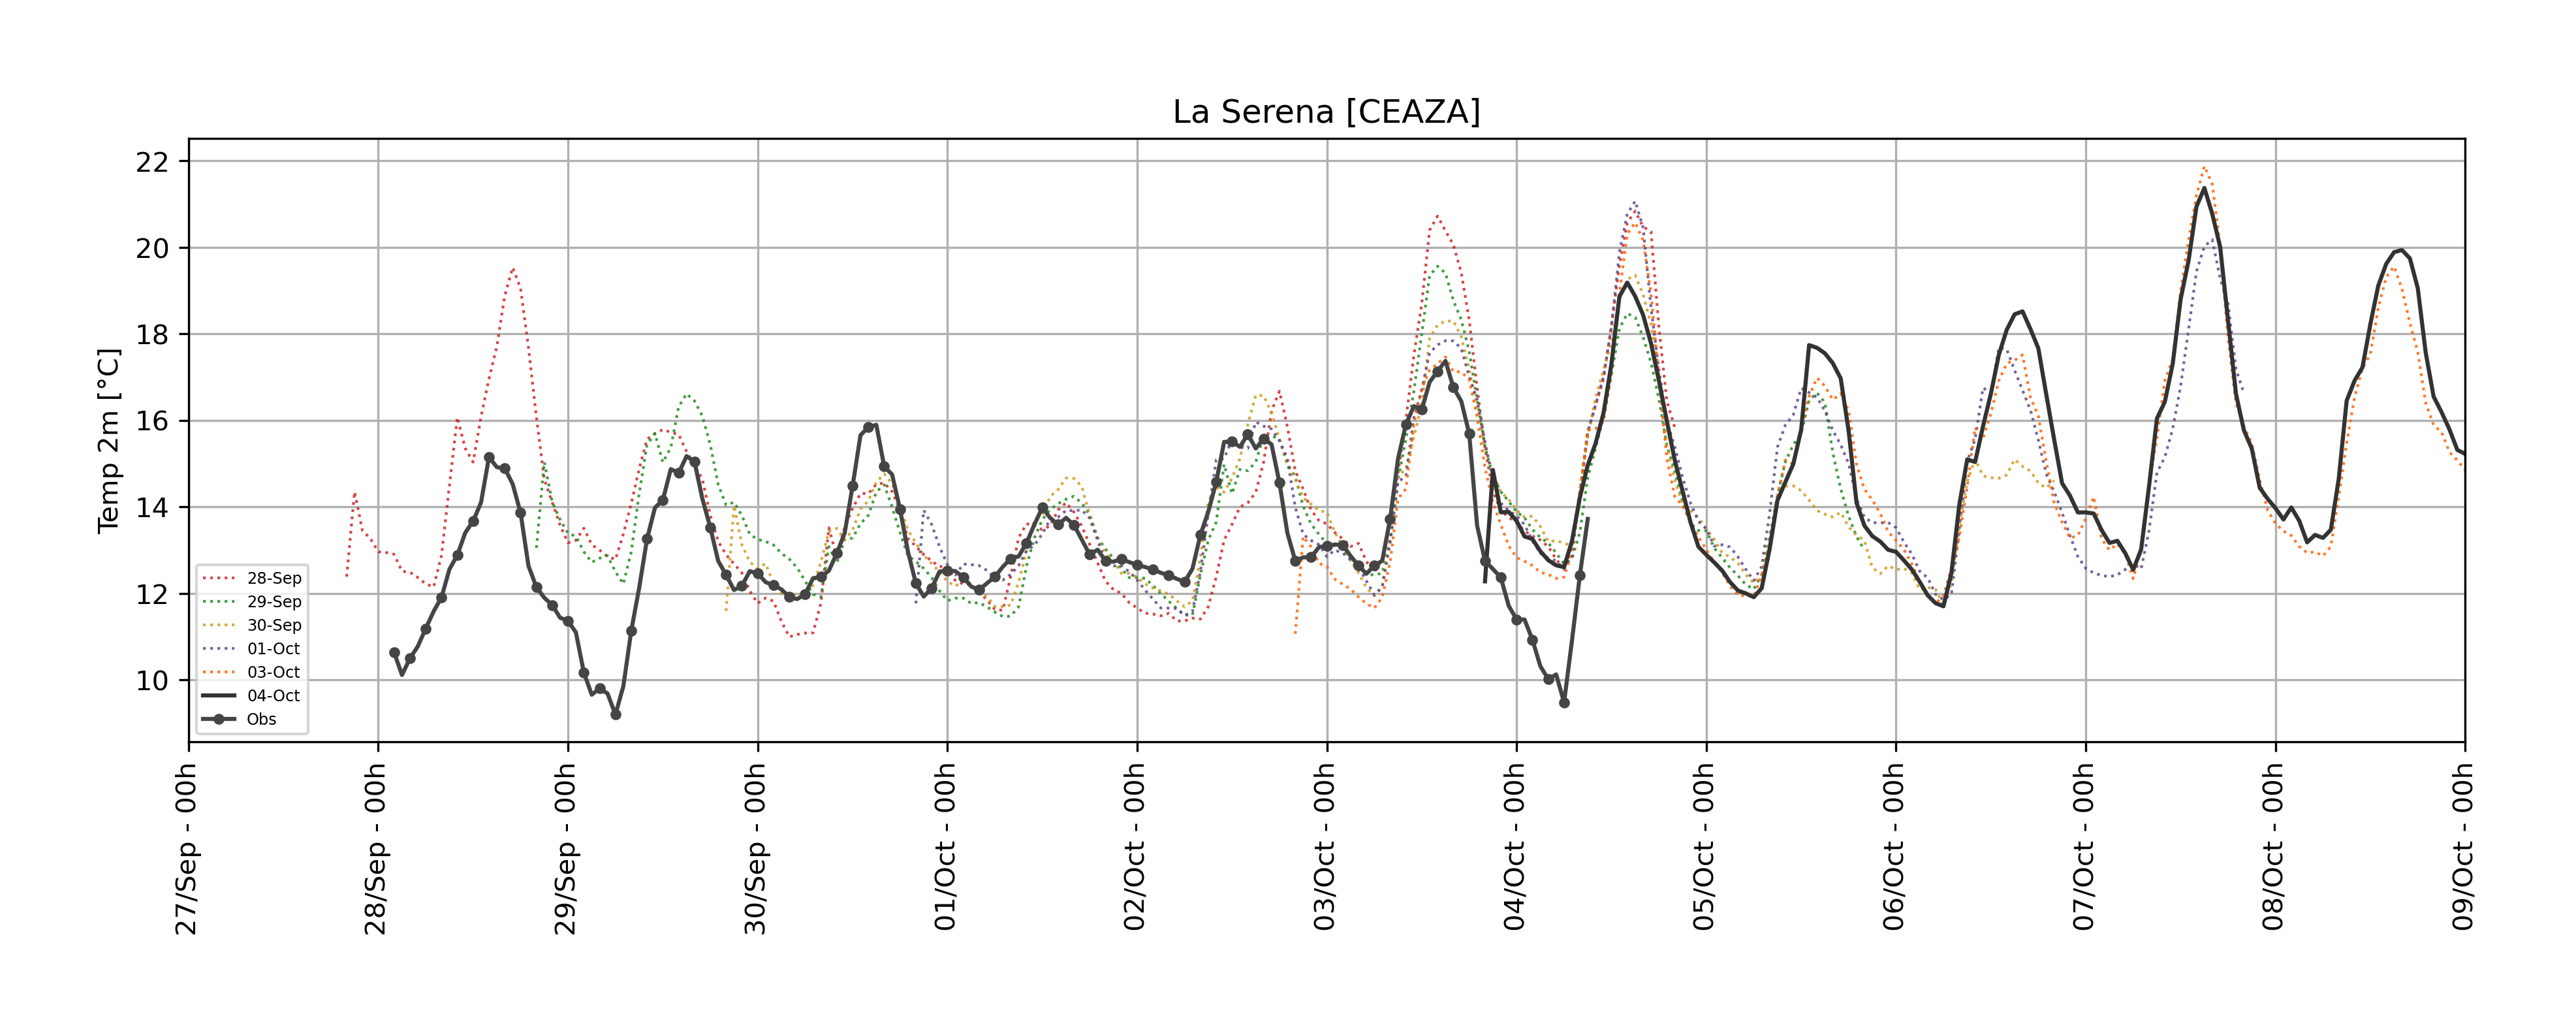 La Serena [CEAZA]
Temp 2m [°C]
22
20
18
16
14
12
10
28-Sep
29-Sep
30-Sep
01-Oct
03-Oct
04-Oct
Obs
27/Sep - 00h
28/Sep - 00h
29/Sep - 00h
30/Sep - 00h
01/Oct - 00h
02/Oct - 00h
03/Oct - 00h
04/Oct - 00h
05/Oct - 00h
06/Oct - 00h
07/Oct - 00h
08/Oct - 00h
09/Oct - 00h